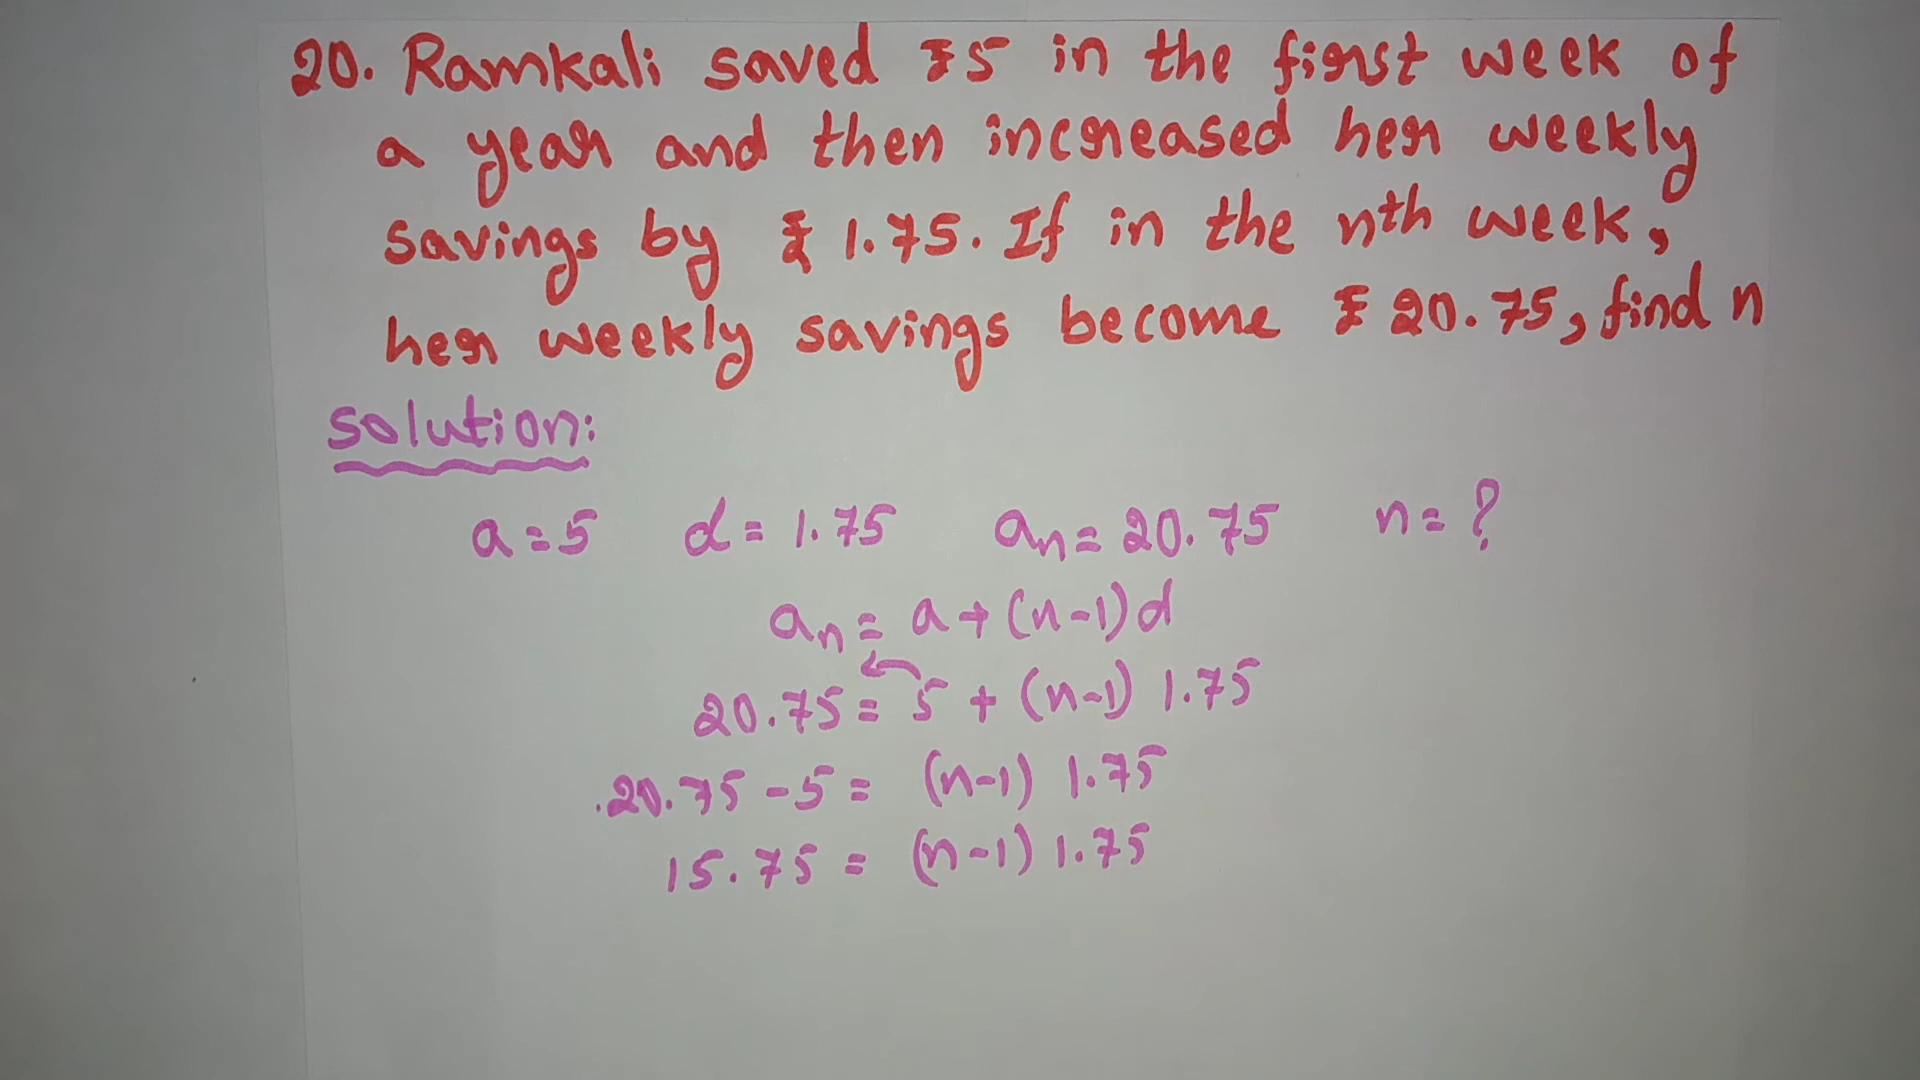 20. Ramkali saved ₹5 in the first week of
a year and then increased her weekly
savings by ₹ 1.75. If in the nth week,
her weekly savings become ₹ 20.75, find n
solution:
a=5 d=1.75 an=20.75 n=?
an=a+(n-1)d
20.75=5+(n-1) 1.75
20.75-5=(n-1) 1.75
15.75=(n-1) 1.75